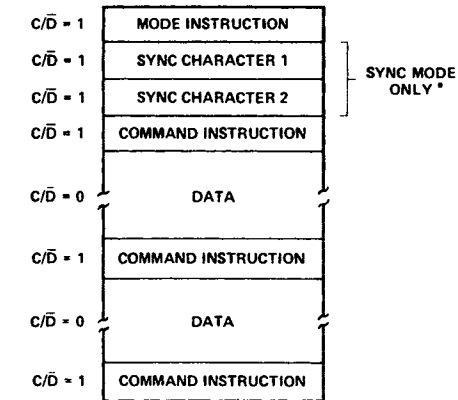 C/D̅ = 1 MODE INSTRUCTION
C/D̅ = 1 SYNC CHARACTER 1
C/D̅ = 1 SYNC CHARACTER 2
SYNC MODE
ONLY *
C/D̅ = 1 COMMAND INSTRUCTION
C/D̅ = 0 DATA
C/D̅ = 1 COMMAND INSTRUCTION
C/D̅ = 0 DATA
C/D̅ = 1 COMMAND INSTRUCTION